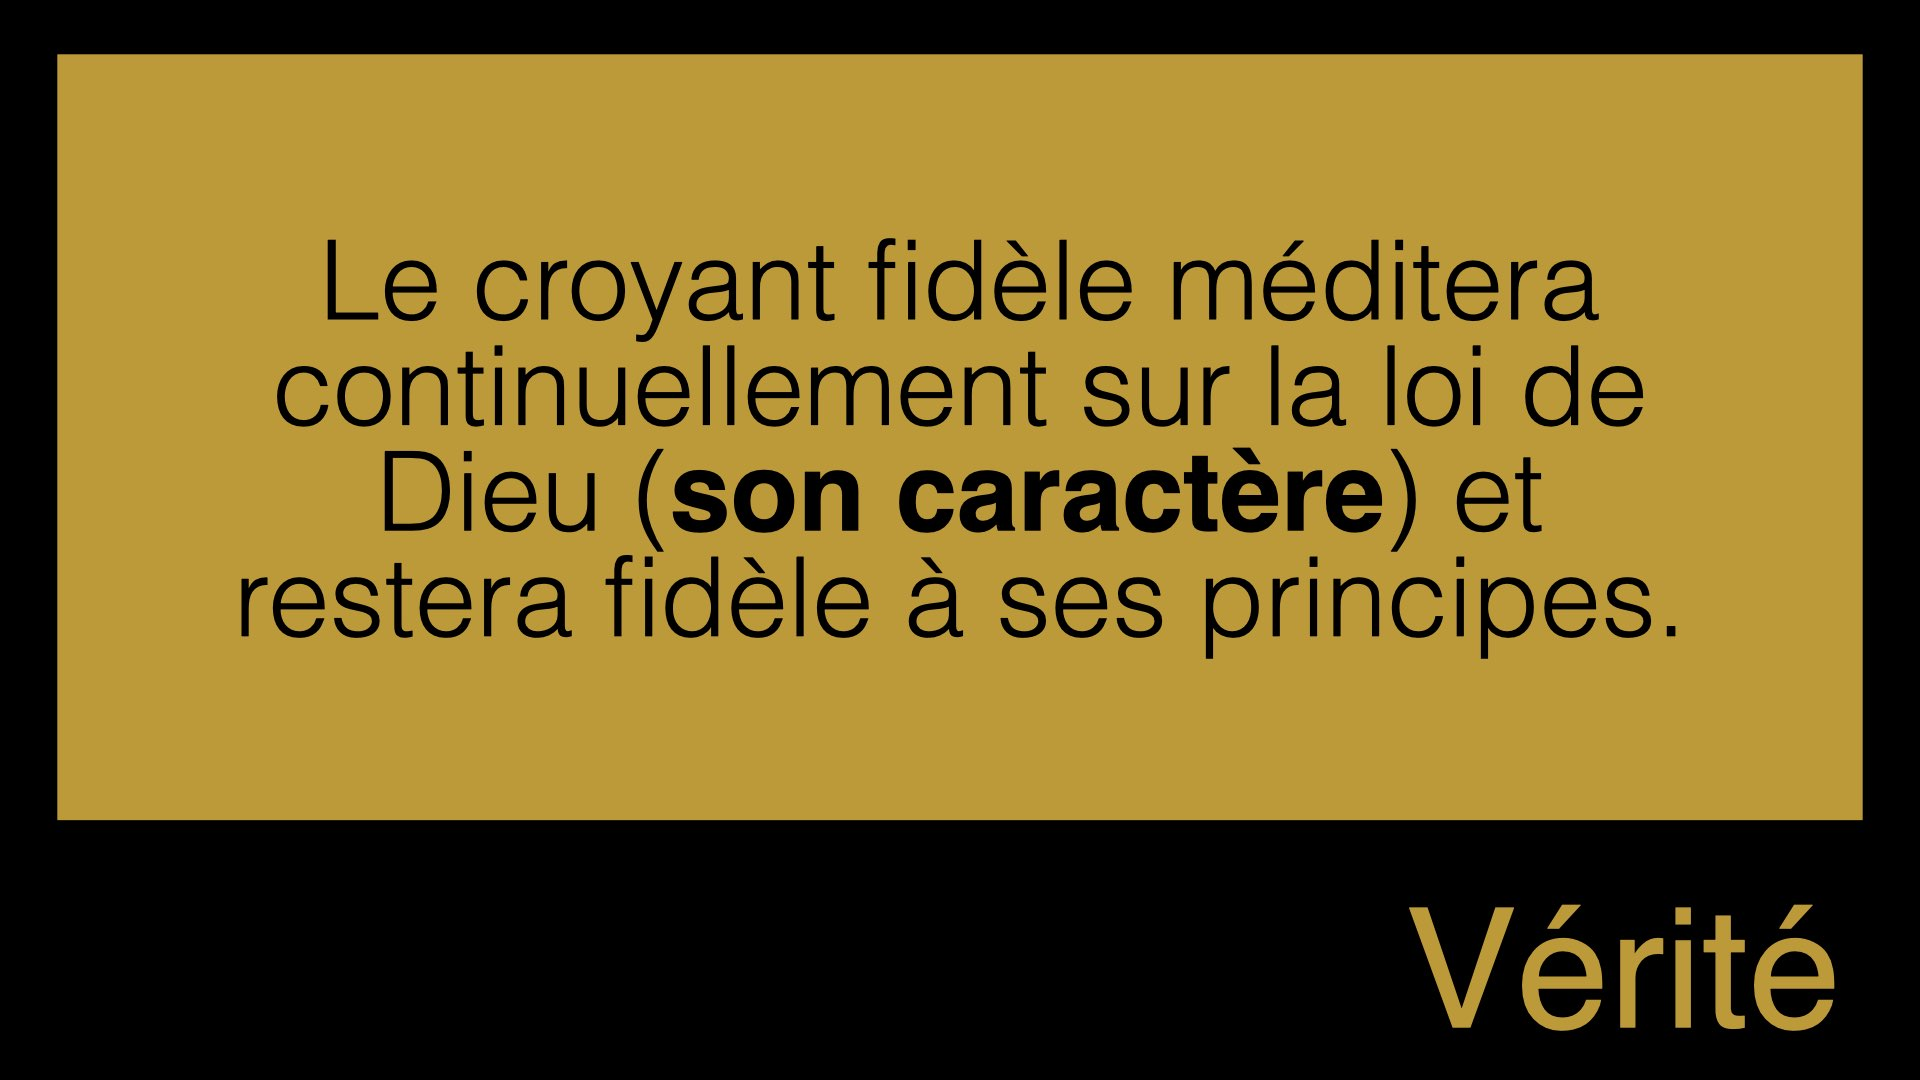 Le croyant fidèle méditera
continuellement sur la loi de
Dieu (son caractère) et
restera fidèle à ses principes.
Vérité